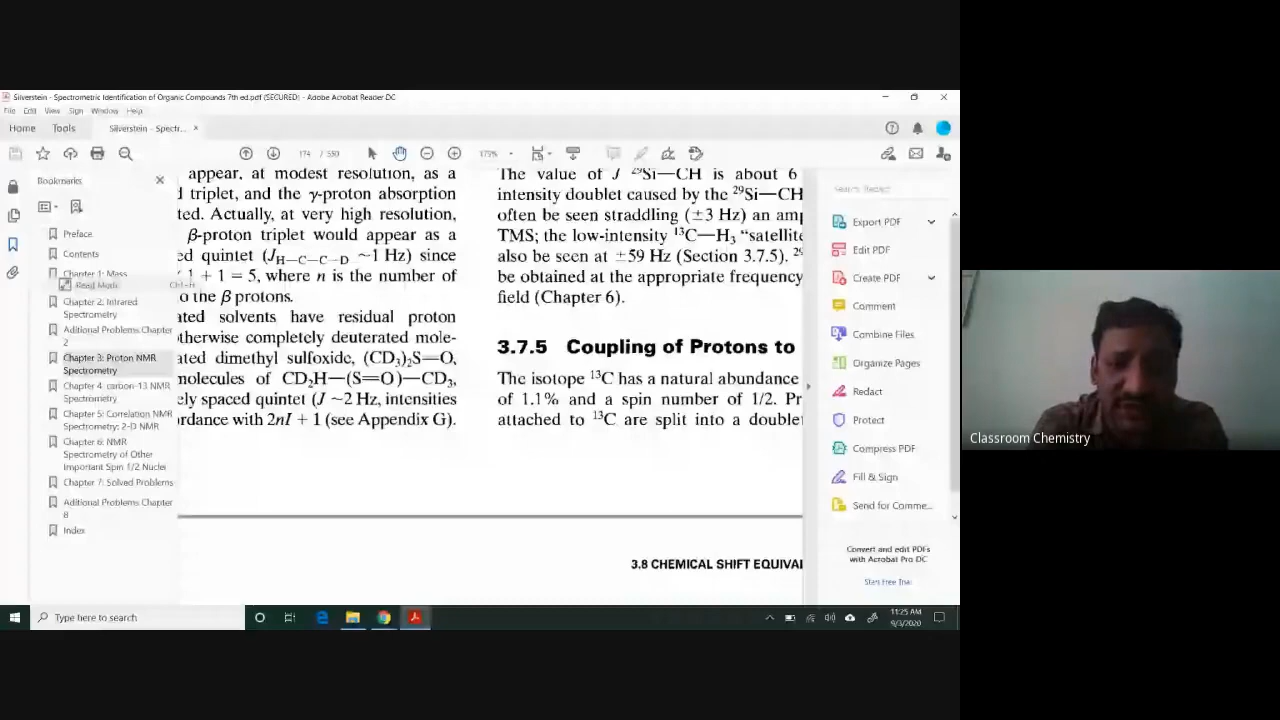 Silverstein - Spectrometric Identification of Organic Compounds 7th ed.pdf (SECURED) - Adobe Acrobat Reader DC
File Edit View Sign Window Help
Home Tools Silverstein - Spectr... ×
174 / 550 175%
Bookmarks
Preface
Contents
Chapter 1: Mass
Read Mode Ctrl+H
Chapter 2: Infrared
Spectrometry
Aditional Problems Chapter
2
Chapter 3: Proton NMR
Spectrometry
Chapter 4: carbon-13 NMR
Spectrometry
Chapter 5: Correlation NMR
Spectrometry: 2-D NMR
Chapter 6: NMR
Spectrometry of Other
Important Spin 1/2 Nuclei
Chapter 7: Solved Problems
Aditional Problems Chapter
8
Index
appear, at modest resolution, as a
triplet, and the γ-proton absorption
ted. Actually, at very high resolution,
β-proton triplet would appear as a
ed quintet (J_H—C—C—D ~1 Hz) since
1 + 1 = 5, where n is the number of
o the β protons.
ated solvents have residual proton
therwise completely deuterated mole-
ated dimethyl sulfoxide, (CD₃)₂S=O,
molecules of CD₂H—(S=O)—CD₃,
ely spaced quintet (J ~2 Hz, intensities
ordance with 2nI + 1 (see Appendix G).
The value of J ²⁹Si—CH is about 6
intensity doublet caused by the ²⁹Si—CH
often be seen straddling (±3 Hz) an amp
TMS; the low-intensity ¹³C—H₃ “satellite
also be seen at ±59 Hz (Section 3.7.5). ²⁹
be obtained at the appropriate frequency
field (Chapter 6).
3.7.5 Coupling of Protons to
The isotope ¹³C has a natural abundance
of 1.1% and a spin number of 1/2. Pr
attached to ¹³C are split into a doublet
3.8 CHEMICAL SHIFT EQUIVA
Export PDF
Edit PDF
Create PDF
Comment
Combine Files
Organize Pages
Redact
Protect
Compress PDF
Fill & Sign
Send for Comme...
Convert and edit PDFs
with Acrobat Pro DC
Start Free Trial
Type here to search
11:25 AM
9/3/2020
Classroom Chemistry